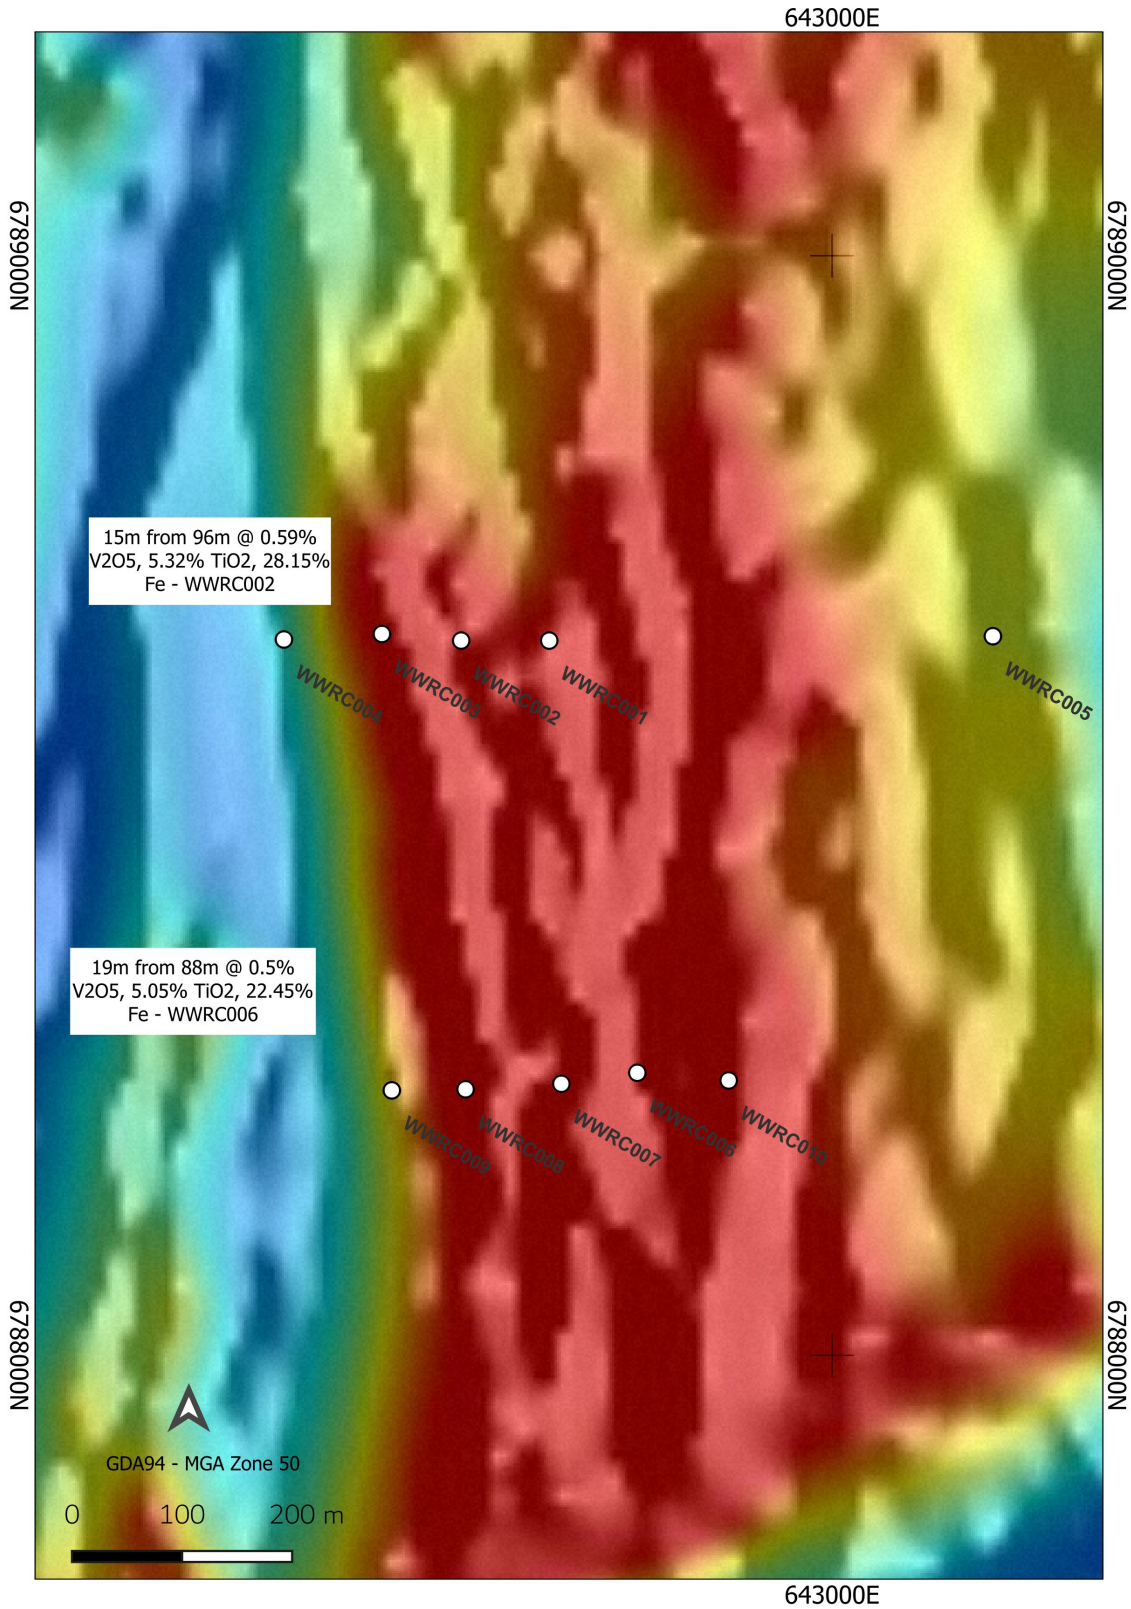 643000E
6789000N
6789000N
15m from 96m @ 0.59%
V2O5, 5.32% TiO2, 28.15%
Fe - WWRC002
WWRC004
WWRC003
WWRC002
WWRC001
WWRC005
19m from 88m @ 0.5%
V2O5, 5.05% TiO2, 22.45%
Fe - WWRC006
WWRC009
WWRC008
WWRC007
WWRC006
WWRC010
6788000N
6788000N
GDA94 - MGA Zone 50
0 100 200 m
643000E